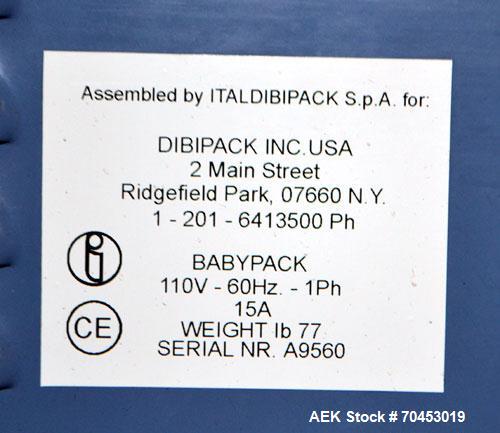 Assembled by ITALDIBIPACK S.p.A. for:
DIBIPACK INC.USA
2 Main Street
Ridgefield Park, 07660 N.Y.
1 - 201 - 6413500 Ph
BABYPACK
110V - 60Hz. - 1Ph
15A
CE
WEIGHT lb 77
SERIAL NR. A9560
AEK Stock # 70453019